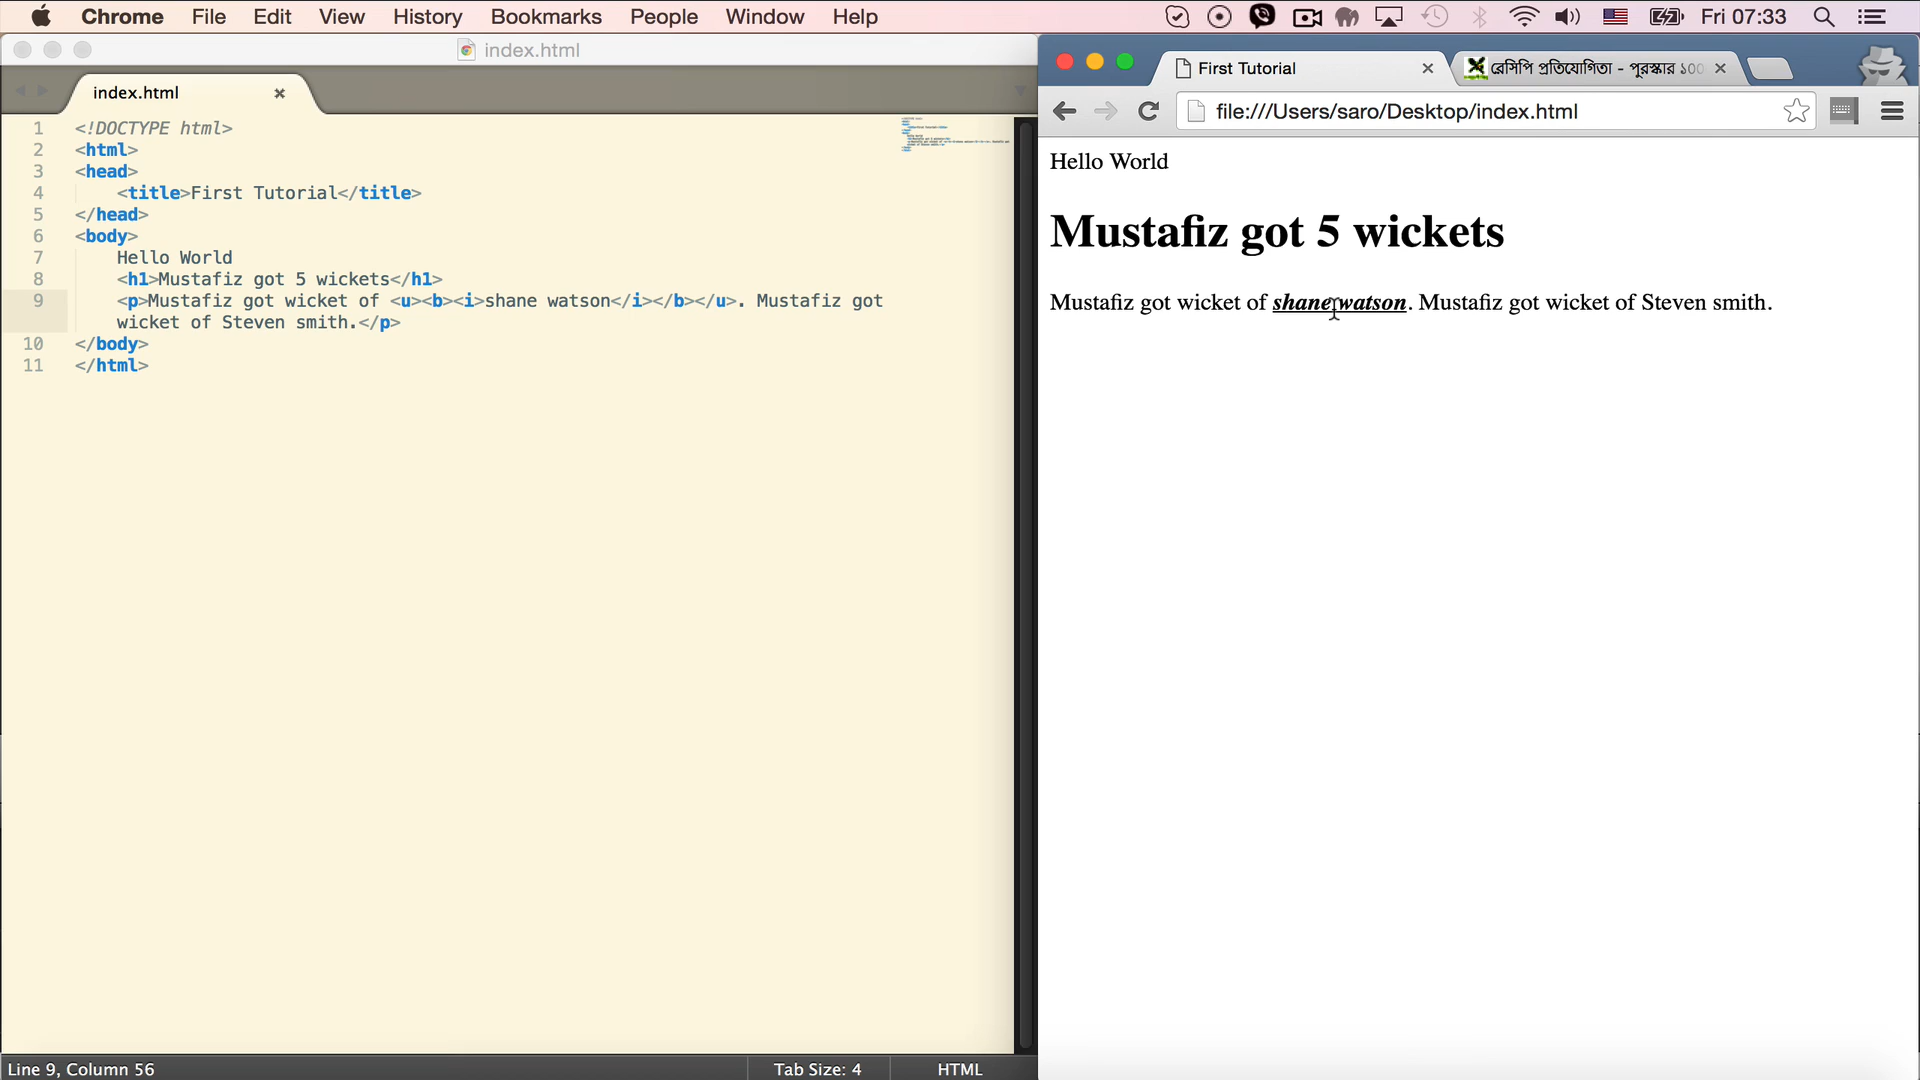 Chrome File Edit View History Bookmarks People Window Help Fri 07:33
index.html
index.html
1 <!DOCTYPE html>
2 <html>
3 <head>
4 <title>First Tutorial</title>
5 </head>
6 <body>
7 Hello World
8 <h1>Mustafiz got 5 wickets</h1>
9 <p>Mustafiz got wicket of <u><b><i>shane watson</i></b></u>. Mustafiz got
wicket of Steven smith.</p>
10 </body>
11 </html>
Line 9, Column 56 Tab Size: 4 HTML
First Tutorial রেসিপি প্রতিযোগিতা - পুরস্কার ১০০
file:///Users/saro/Desktop/index.html
Hello World
Mustafiz got 5 wickets
Mustafiz got wicket of shane watson. Mustafiz got wicket of Steven smith.